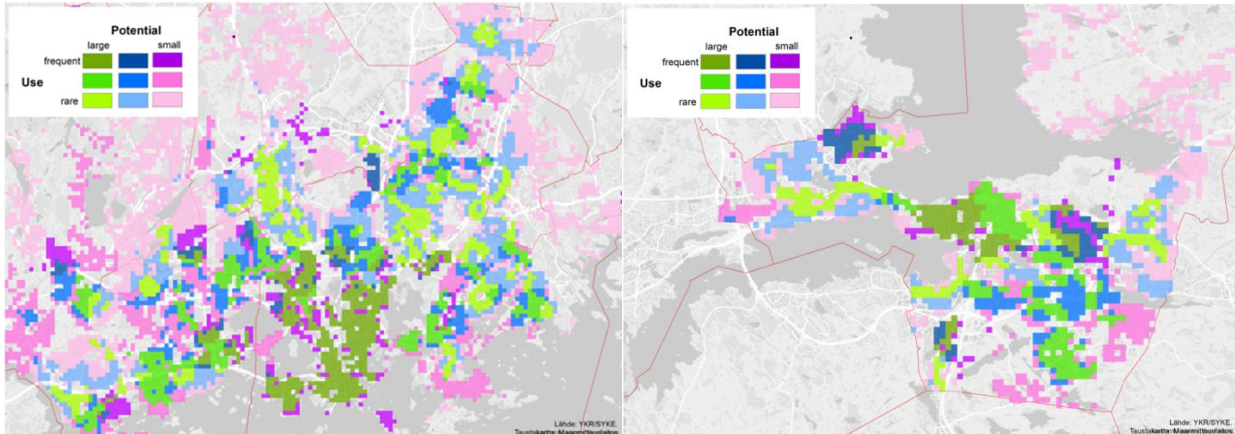 Potential
large small
frequent
Use
rare
Lähde: YKR/SYKE.
Taustakartta: Maanmittauslaitos
Potential
large small
frequent
Use
rare
Lähde: YKR/SYKE.
Taustakartta: Maanmittauslaitos